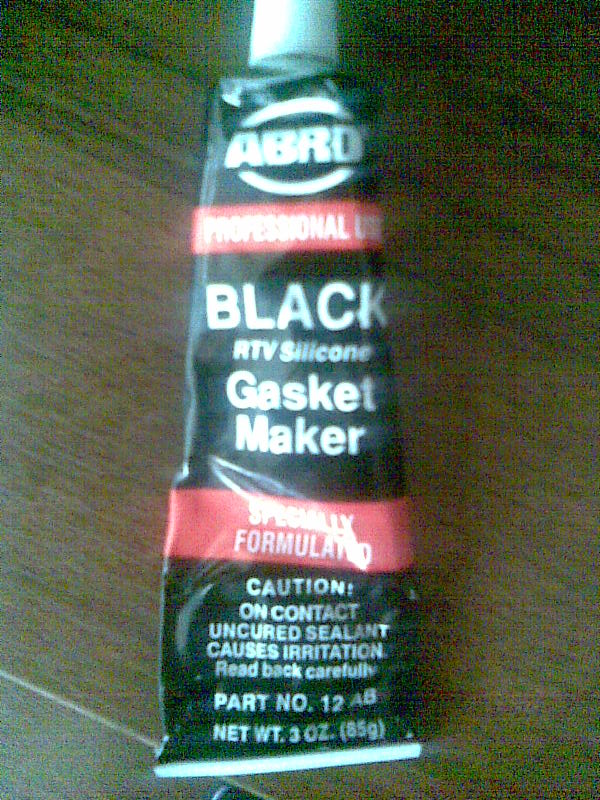 ABRO
PROFESSIONAL US
BLACK
RTV Silicone
Gasket
Maker
SPECIALLY
FORMULATED
CAUTION:
ON CONTACT
UNCURED SEALANT
CAUSES IRRITATION.
Read back carefully
PART NO. 12 AB
NET WT. 3 OZ. (85g)